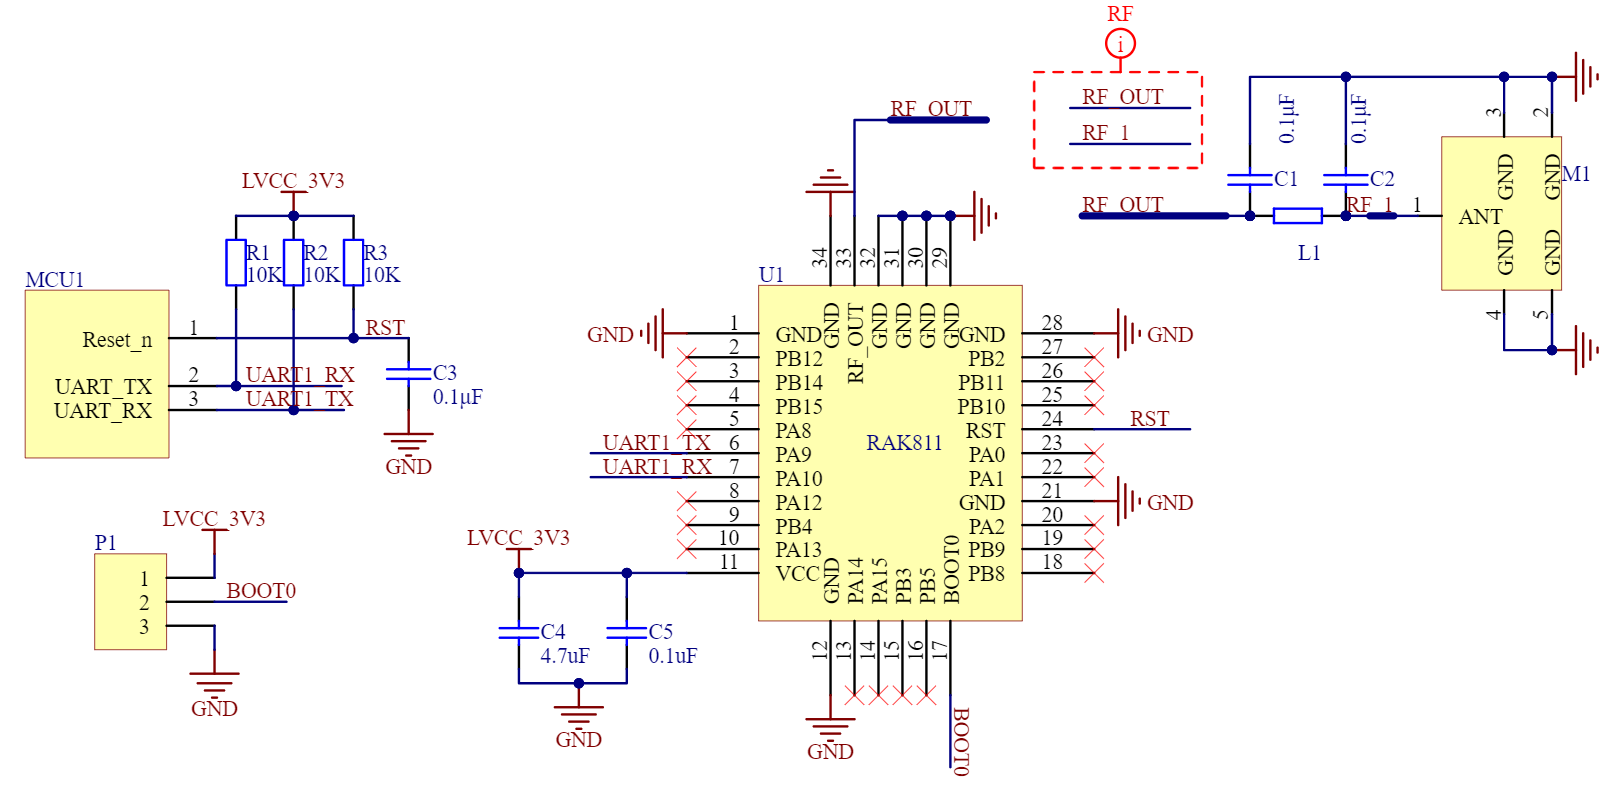 RF
i
RF_OUT
RF_1
RF_OUT
0.1μF
0.1μF
3
2
GND
GND
M1
C1
C2
RF_OUT
RF_1
1
ANT
L1
GND
GND
4
5
LVCC_3V3
R1
10K
R2
10K
R3
10K
MCU1
Reset_n
1
RST
UART_TX
2
UART1_RX
UART_RX
3
UART1_TX
C3
0.1μF
GND
LVCC_3V3
P1
1
2
BOOT0
3
GND
LVCC_3V3
C4
4.7uF
C5
0.1uF
GND
U1
RAK811
34
33
32
31
30
29
GND
RF_OUT
GND
GND
GND
GND
GND
1
GND
2
PB12
3
PB14
4
PB15
5
PA8
UART1_TX
6
PA9
UART1_RX
7
PA10
8
PA12
9
PB4
10
PA13
11
VCC
GND
28
GND
PB2
27
PB11
26
PB10
25
RST
24
RST
PA0
23
PA1
22
GND
21
GND
PA2
20
PB9
19
PB8
18
GND
PA14
PA15
PB3
PB5
BOOT0
12
13
14
15
16
17
GND
BOOT0